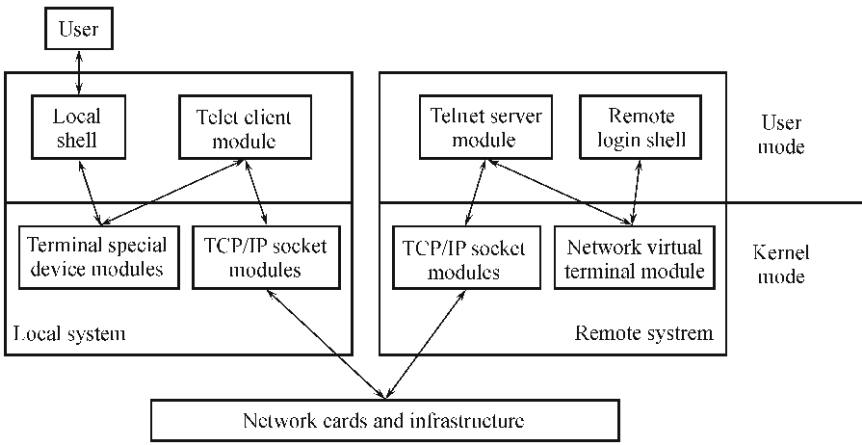 User
Local
shell
Telet client
module
Telnet server
module
Remote
login shell
User
mode
Terminal special
device modules
TCP/IP socket
modules
TCP/IP socket
modules
Network virtual
terminal module
Kernel
mode
Local system
Remote systrem
Network cards and infrastructure